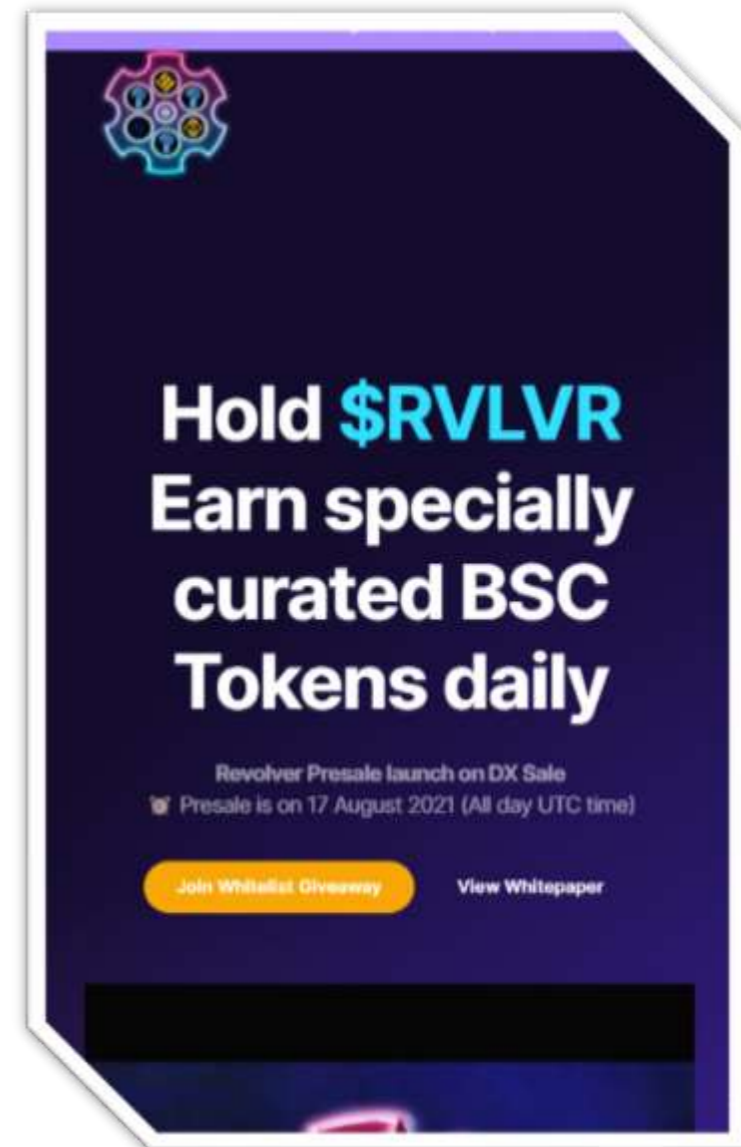 Hold $RVLVR
Earn specially
curated BSC
Tokens daily
Revolver Presale launch on DX Sale
Presale is on 17 August 2021 (All day UTC time)
Join Whitelist Giveaway
View Whitepaper